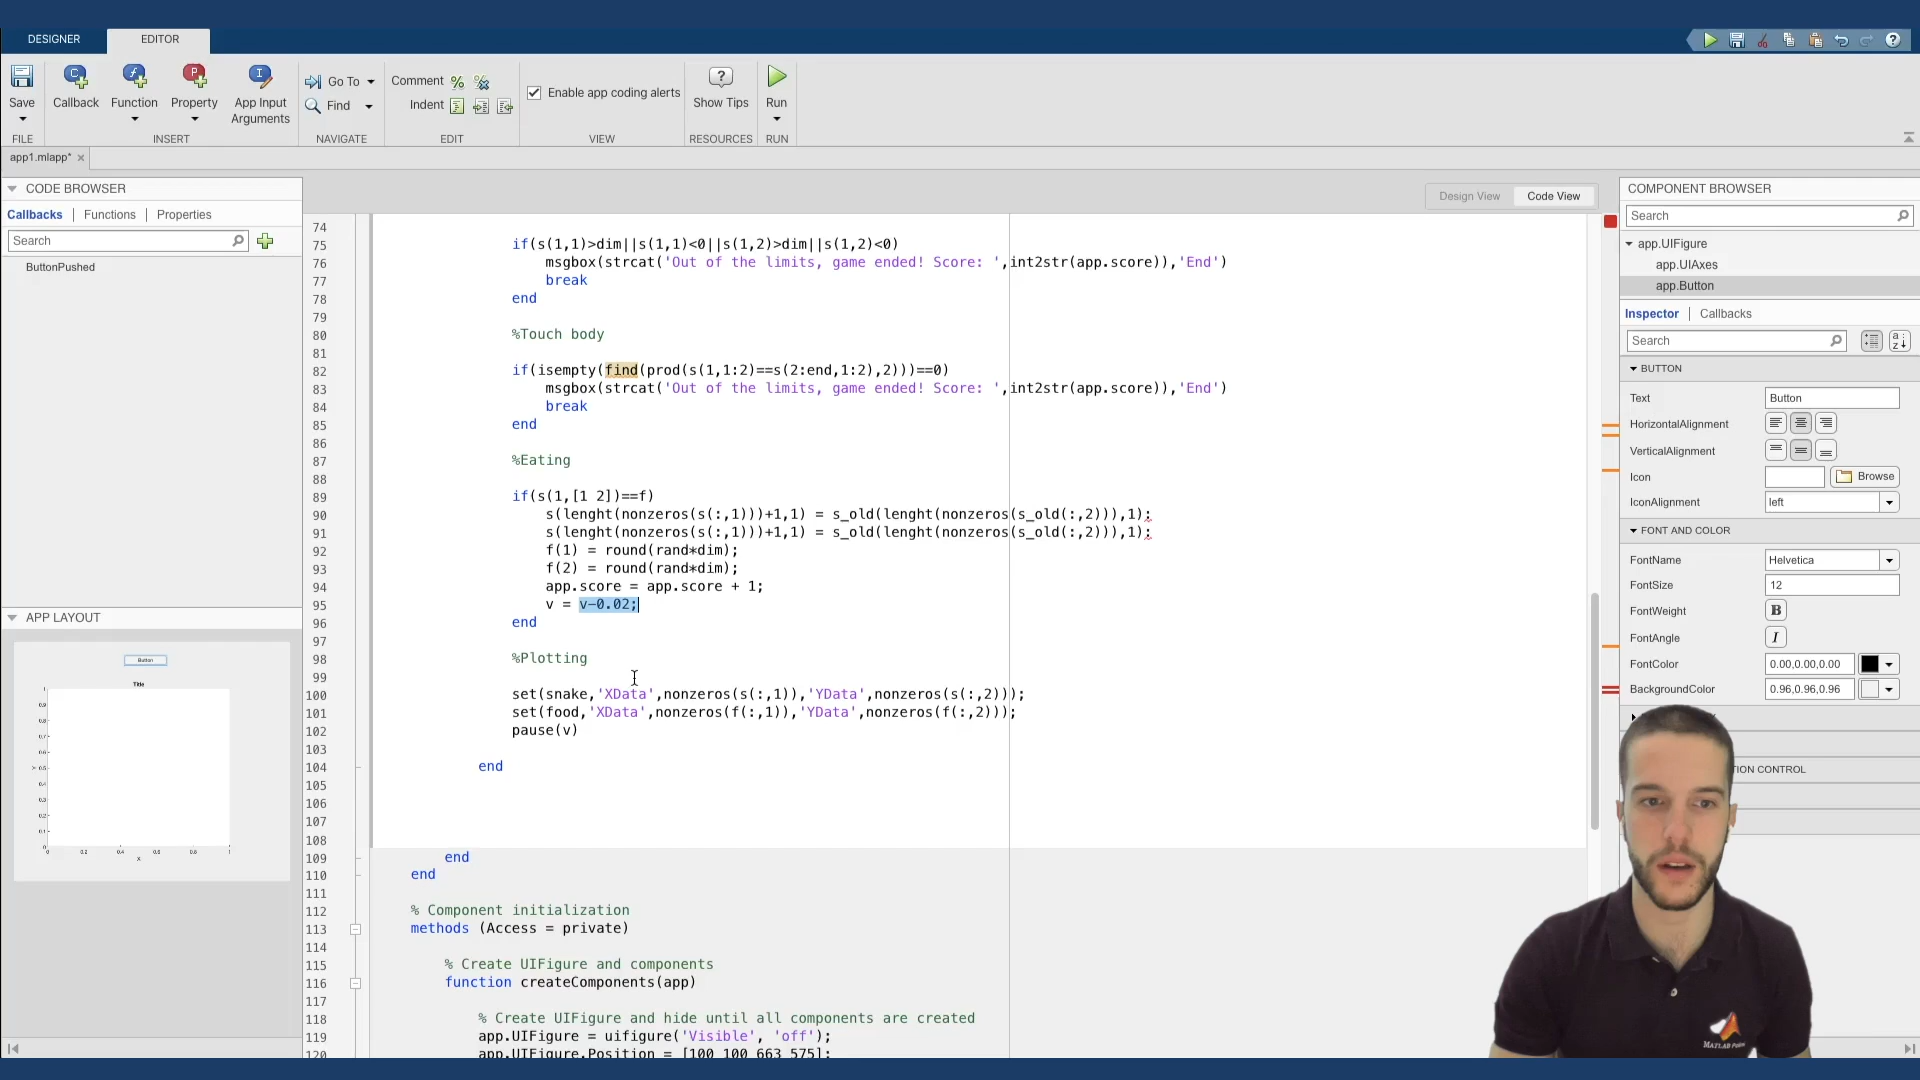 DESIGNER
EDITOR
Save
Callback
Function
Property
App Input
Arguments
Go To
Find
Comment
Indent
Enable app coding alerts
Show Tips
Run
FILE
INSERT
NAVIGATE
EDIT
VIEW
RESOURCES
RUN
app1.mlapp*
CODE BROWSER
Callbacks
Functions
Properties
Search
ButtonPushed
APP LAYOUT
Button
Title
Design View
Code View
74
75 if(s(1,1)>dim||s(1,1)<0||s(1,2)>dim||s(1,2)<0)
76 msgbox(strcat('Out of the limits, game ended! Score: ',int2str(app.score)),'End')
77 break
78 end
79
80 %Touch body
81
82 if(isempty(find(prod(s(1,1:2)==s(2:end,1:2),2)))==0)
83 msgbox(strcat('Out of the limits, game ended! Score: ',int2str(app.score)),'End')
84 break
85 end
86
87 %Eating
88
89 if(s(1,[1 2])==f)
90 s(lenght(nonzeros(s(:,1)))+1,1) = s_old(lenght(nonzeros(s_old(:,2))),1);
91 s(lenght(nonzeros(s(:,1)))+1,1) = s_old(lenght(nonzeros(s_old(:,2))),1);
92 f(1) = round(rand*dim);
93 f(2) = round(rand*dim);
94 app.score = app.score + 1;
95 v = v-0.02;
96 end
97
98 %Plotting
99
100 set(snake,'XData',nonzeros(s(:,1)),'YData',nonzeros(s(:,2)));
101 set(food,'XData',nonzeros(f(:,1)),'YData',nonzeros(f(:,2)));
102 pause(v)
103
104 end
105
106
107
108
109 end
110 end
111
112 % Component initialization
113 methods (Access = private)
114
115 % Create UIFigure and components
116 function createComponents(app)
117
118 % Create UIFigure and hide until all components are created
119 app.UIFigure = uifigure('Visible', 'off');
120 app.UIFigure.Position = [100 100 663 575];
COMPONENT BROWSER
Search
app.UIFigure
app.UIAxes
app.Button
Inspector
Callbacks
Search
BUTTON
Text Button
HorizontalAlignment
VerticalAlignment
Icon Browse
IconAlignment left
FONT AND COLOR
FontName Helvetica
FontSize 12
FontWeight B
FontAngle I
FontColor 0.00,0.00,0.00
BackgroundColor 0.96,0.96,0.96
ION CONTROL
MATLAB Point